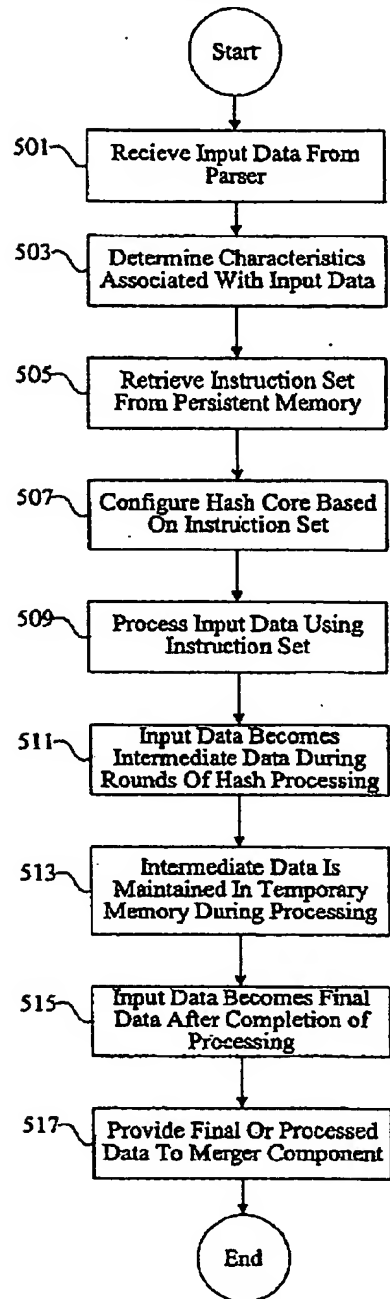 Start
501
Recieve Input Data From
Parser
503
Determine Characteristics
Associated With Input Data
505
Retrieve Instruction Set
From Persistent Memory
507
Configure Hash Core Based
On Instruction Set
509
Process Input Data Using
Instruction Set
511
Input Data Becomes
Intermediate Data During
Rounds Of Hash Processing
513
Intermediate Data Is
Maintained In Temporary
Memory During Processing
515
Input Data Becomes Final
Data After Completion of
Processing
517
Provide Final Or Processed
Data To Merger Component
End